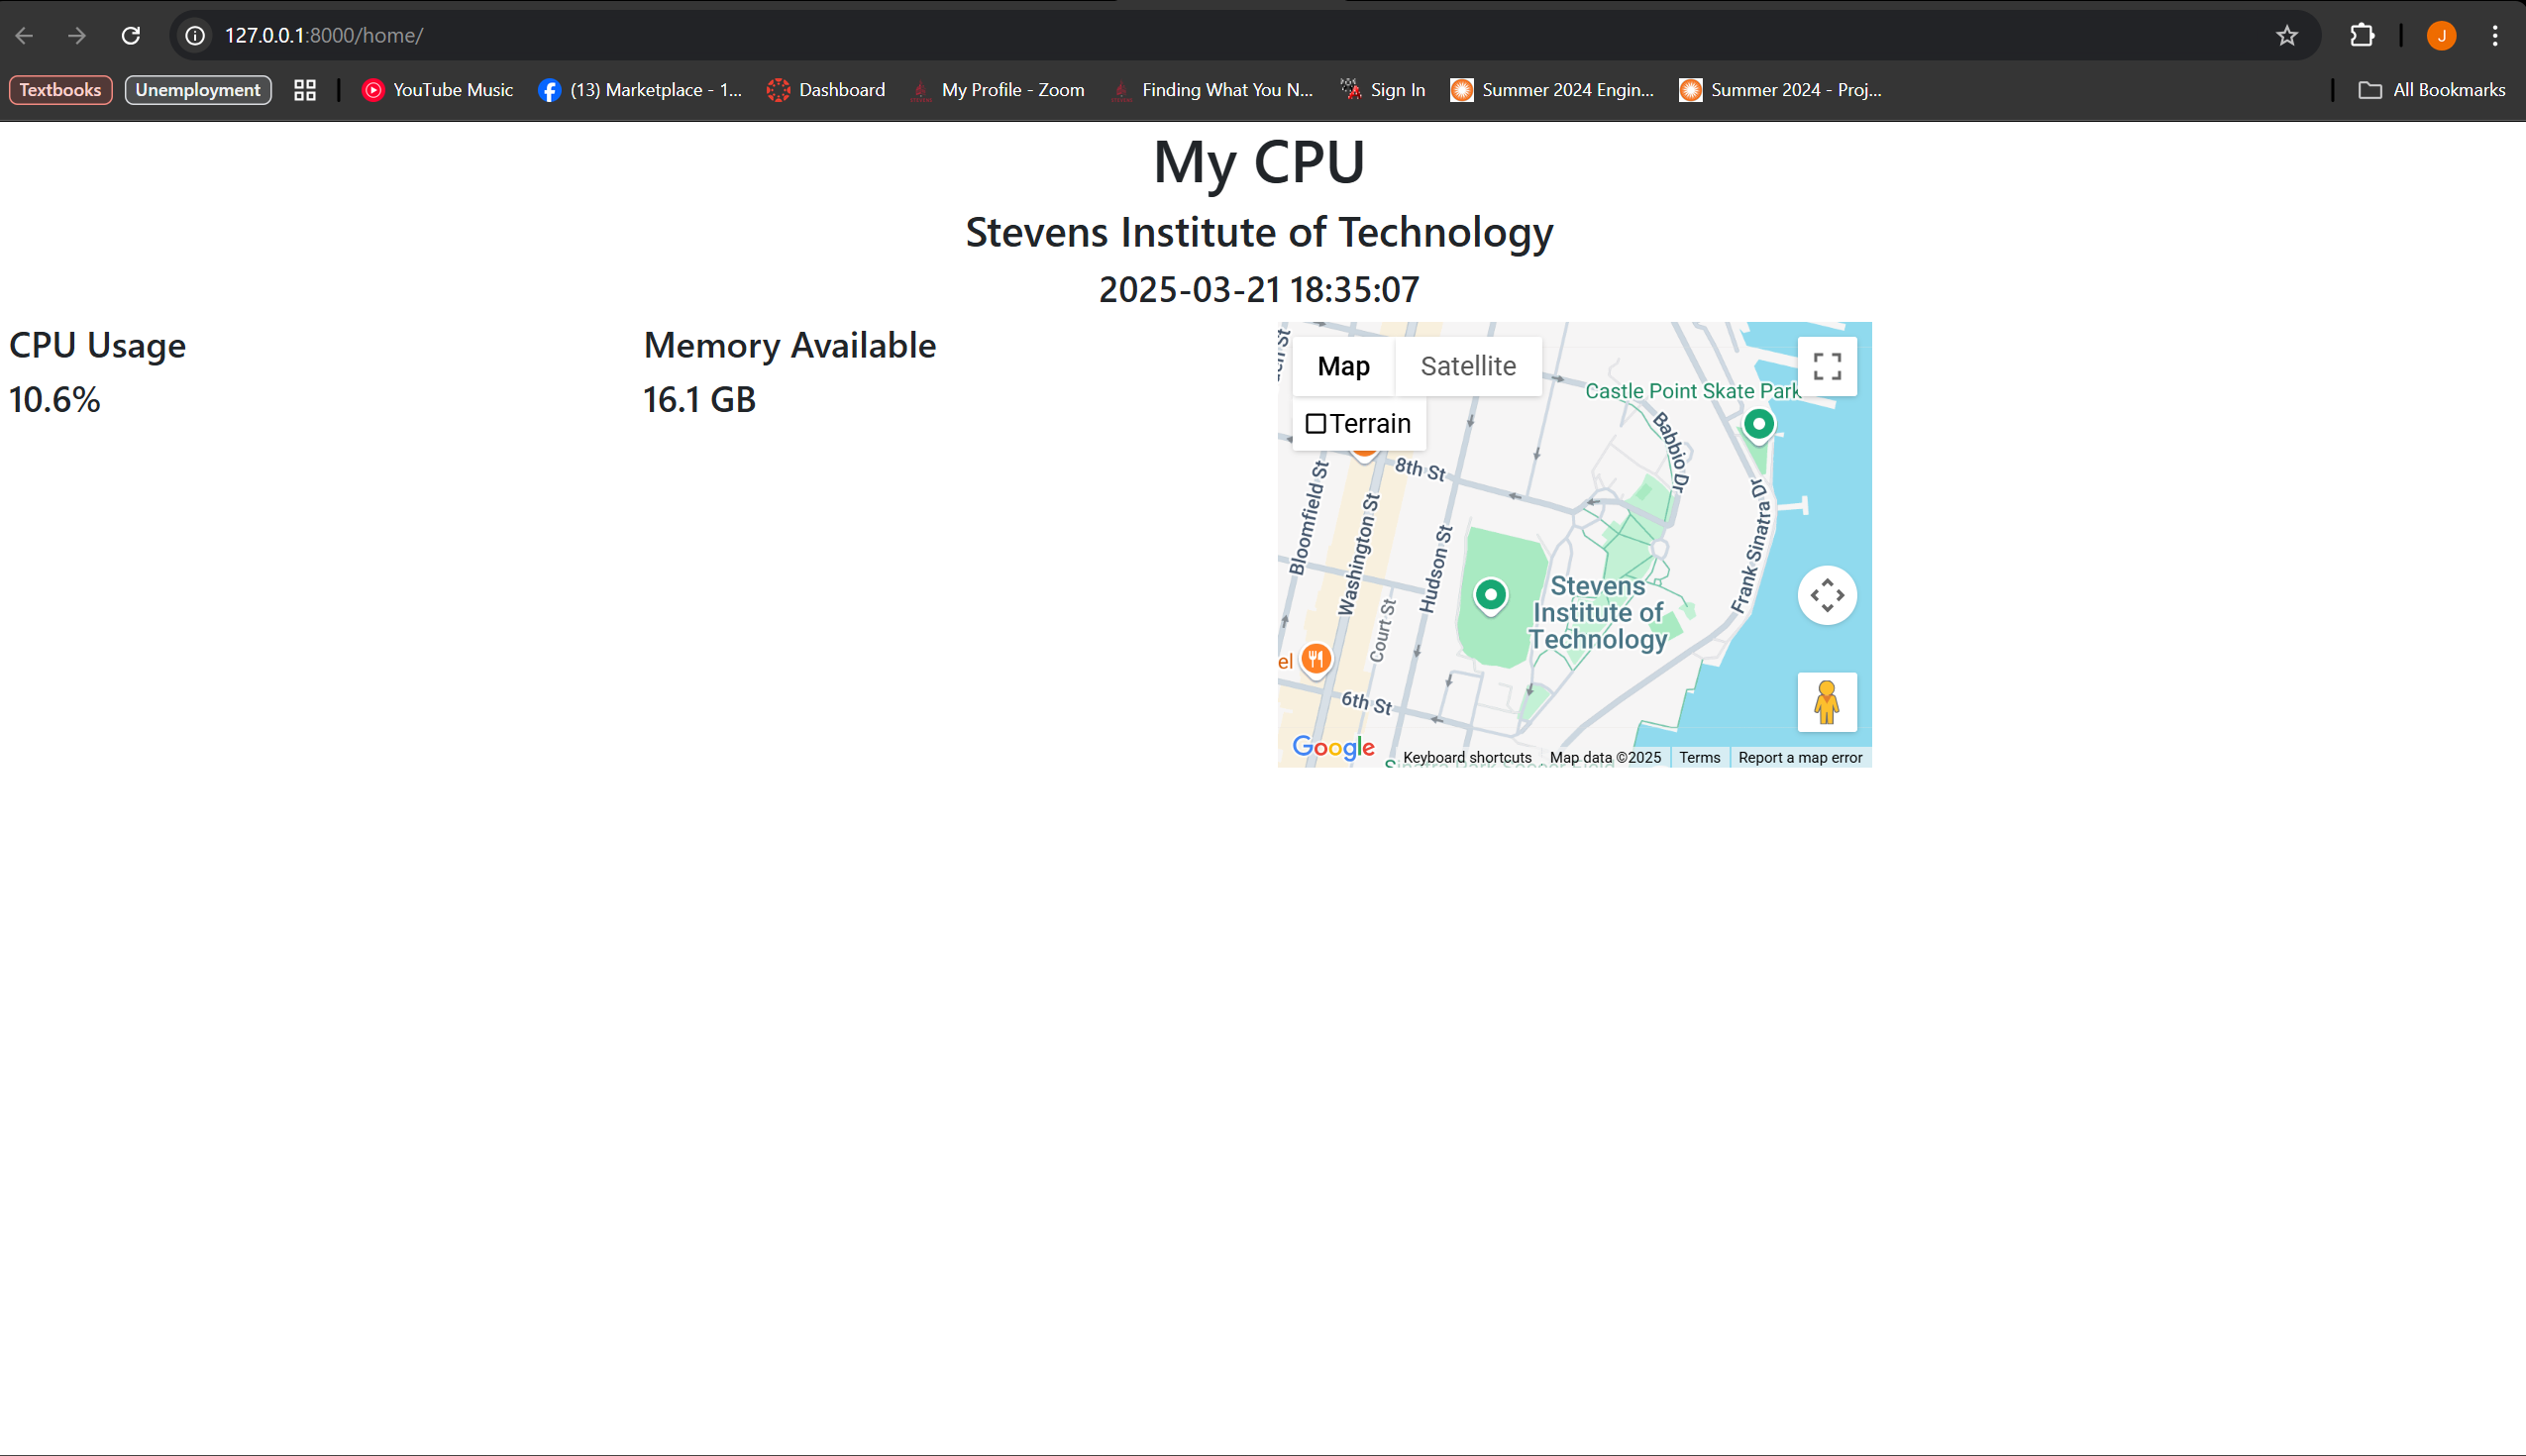 127.0.0.1:8000/home/
J
Textbooks
Unemployment
YouTube Music
(13) Marketplace - 1...
Dashboard
My Profile - Zoom
Finding What You N...
Sign In
Summer 2024 Engin...
Summer 2024 - Proj...
All Bookmarks
My CPU
Stevens Institute of Technology
2025-03-21 18:35:07
CPU Usage
10.6%
Memory Available
16.1 GB
Map
Satellite
Terrain
Castle Point Skate Park
Babbio Dr
8th St
Bloomfield St
Washington St
Hudson St
Court St
Frank Sinatra Dr
Stevens
Institute of
Technology
el
6th St
Google
Keyboard shortcuts
Map data ©2025
Terms
Report a map error